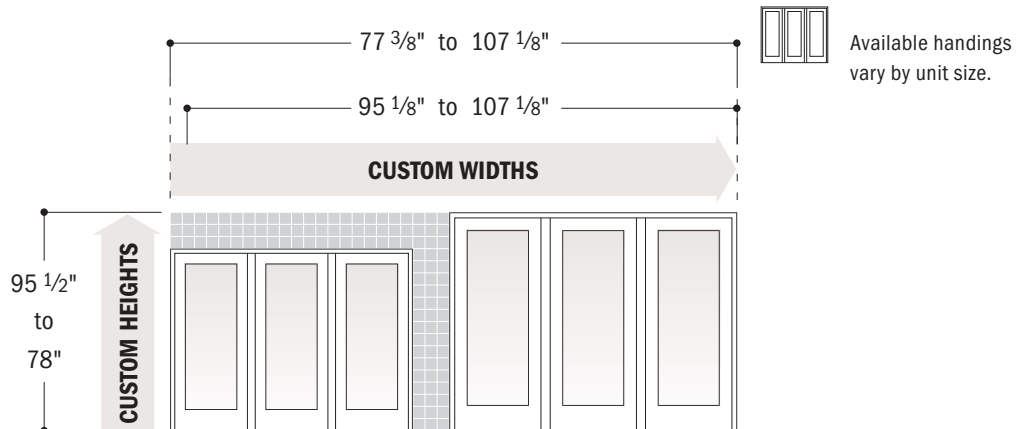 77 3/8" to 107 1/8"
Available handings
vary by unit size.
95 1/8" to 107 1/8"
CUSTOM WIDTHS
CUSTOM HEIGHTS
95 1/2"
to
78"